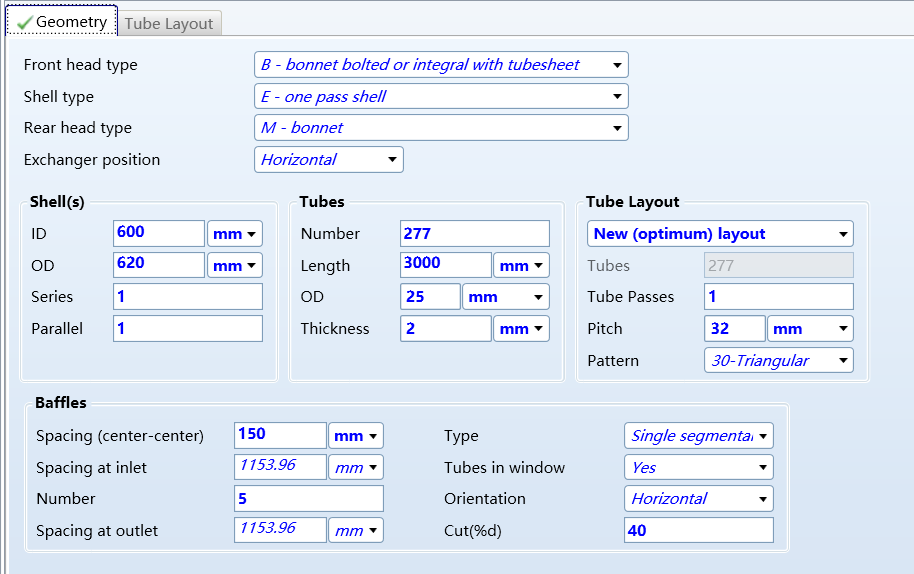 Geometry Tube Layout
Front head type B - bonnet bolted or integral with tubesheet
Shell type E - one pass shell
Rear head type M - bonnet
Exchanger position Horizontal
Shell(s)
ID 600 mm
OD 620 mm
Series 1
Parallel 1
Tubes
Number 277
Length 3000 mm
OD 25 mm
Thickness 2 mm
Tube Layout
New (optimum) layout
Tubes 277
Tube Passes 1
Pitch 32 mm
Pattern 30-Triangular
Baffles
Spacing (center-center) 150 mm
Spacing at inlet 1153.96 mm
Number 5
Spacing at outlet 1153.96 mm
Type Single segmental
Tubes in window Yes
Orientation Horizontal
Cut(%d) 40